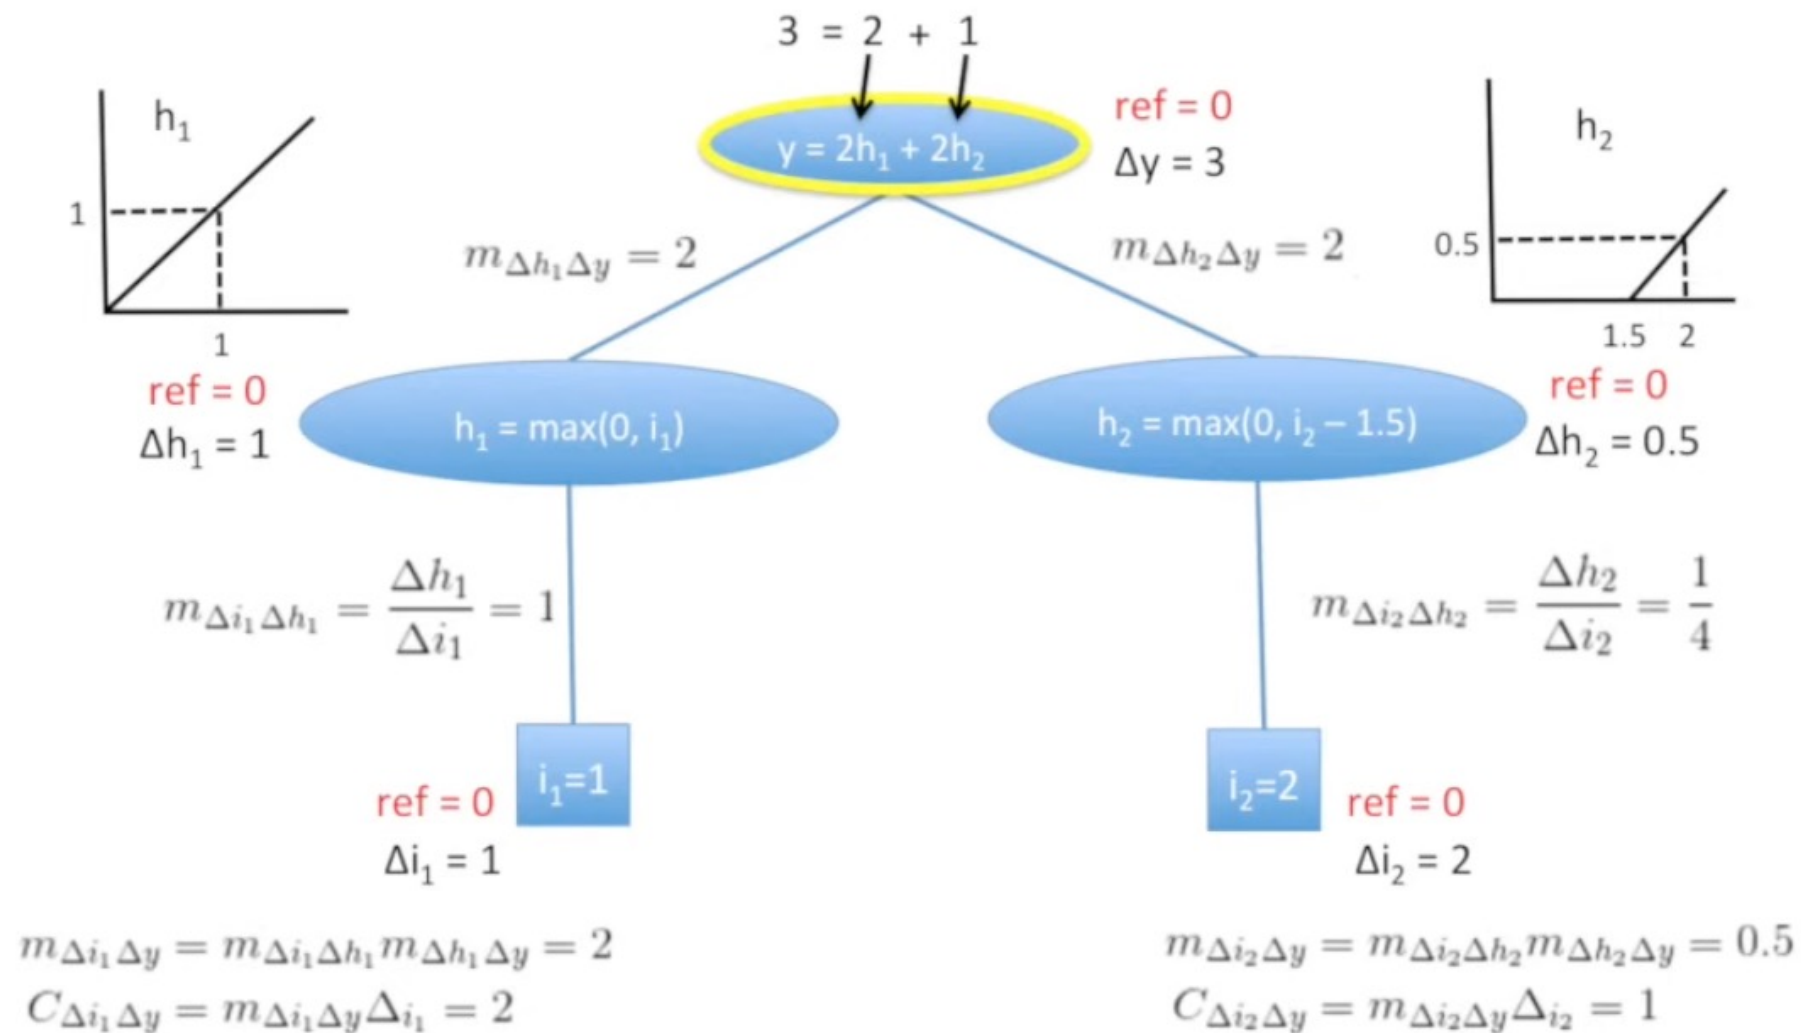 3 = 2 + 1
h₁
1
1
ref = 0
Δh₁ = 1
y = 2h₁ + 2h₂
ref = 0
Δy = 3
h₂
0.5
1.5 2
ref = 0
Δh₂ = 0.5
m_{Δh₁Δy} = 2
m_{Δh₂Δy} = 2
h₁ = max(0, i₁)
h₂ = max(0, i₂ – 1.5)
m_{Δi₁Δh₁} = Δh₁/Δi₁ = 1
m_{Δi₂Δh₂} = Δh₂/Δi₂ = 1/4
i₁=1
ref = 0
Δi₁ = 1
i₂=2
ref = 0
Δi₂ = 2
m_{Δi₁Δy} = m_{Δi₁Δh₁}m_{Δh₁Δy} = 2
C_{Δi₁Δy} = m_{Δi₁Δy}Δ_{i₁} = 2
m_{Δi₂Δy} = m_{Δi₂Δh₂}m_{Δh₂Δy} = 0.5
C_{Δi₂Δy} = m_{Δi₂Δy}Δ_{i₂} = 1